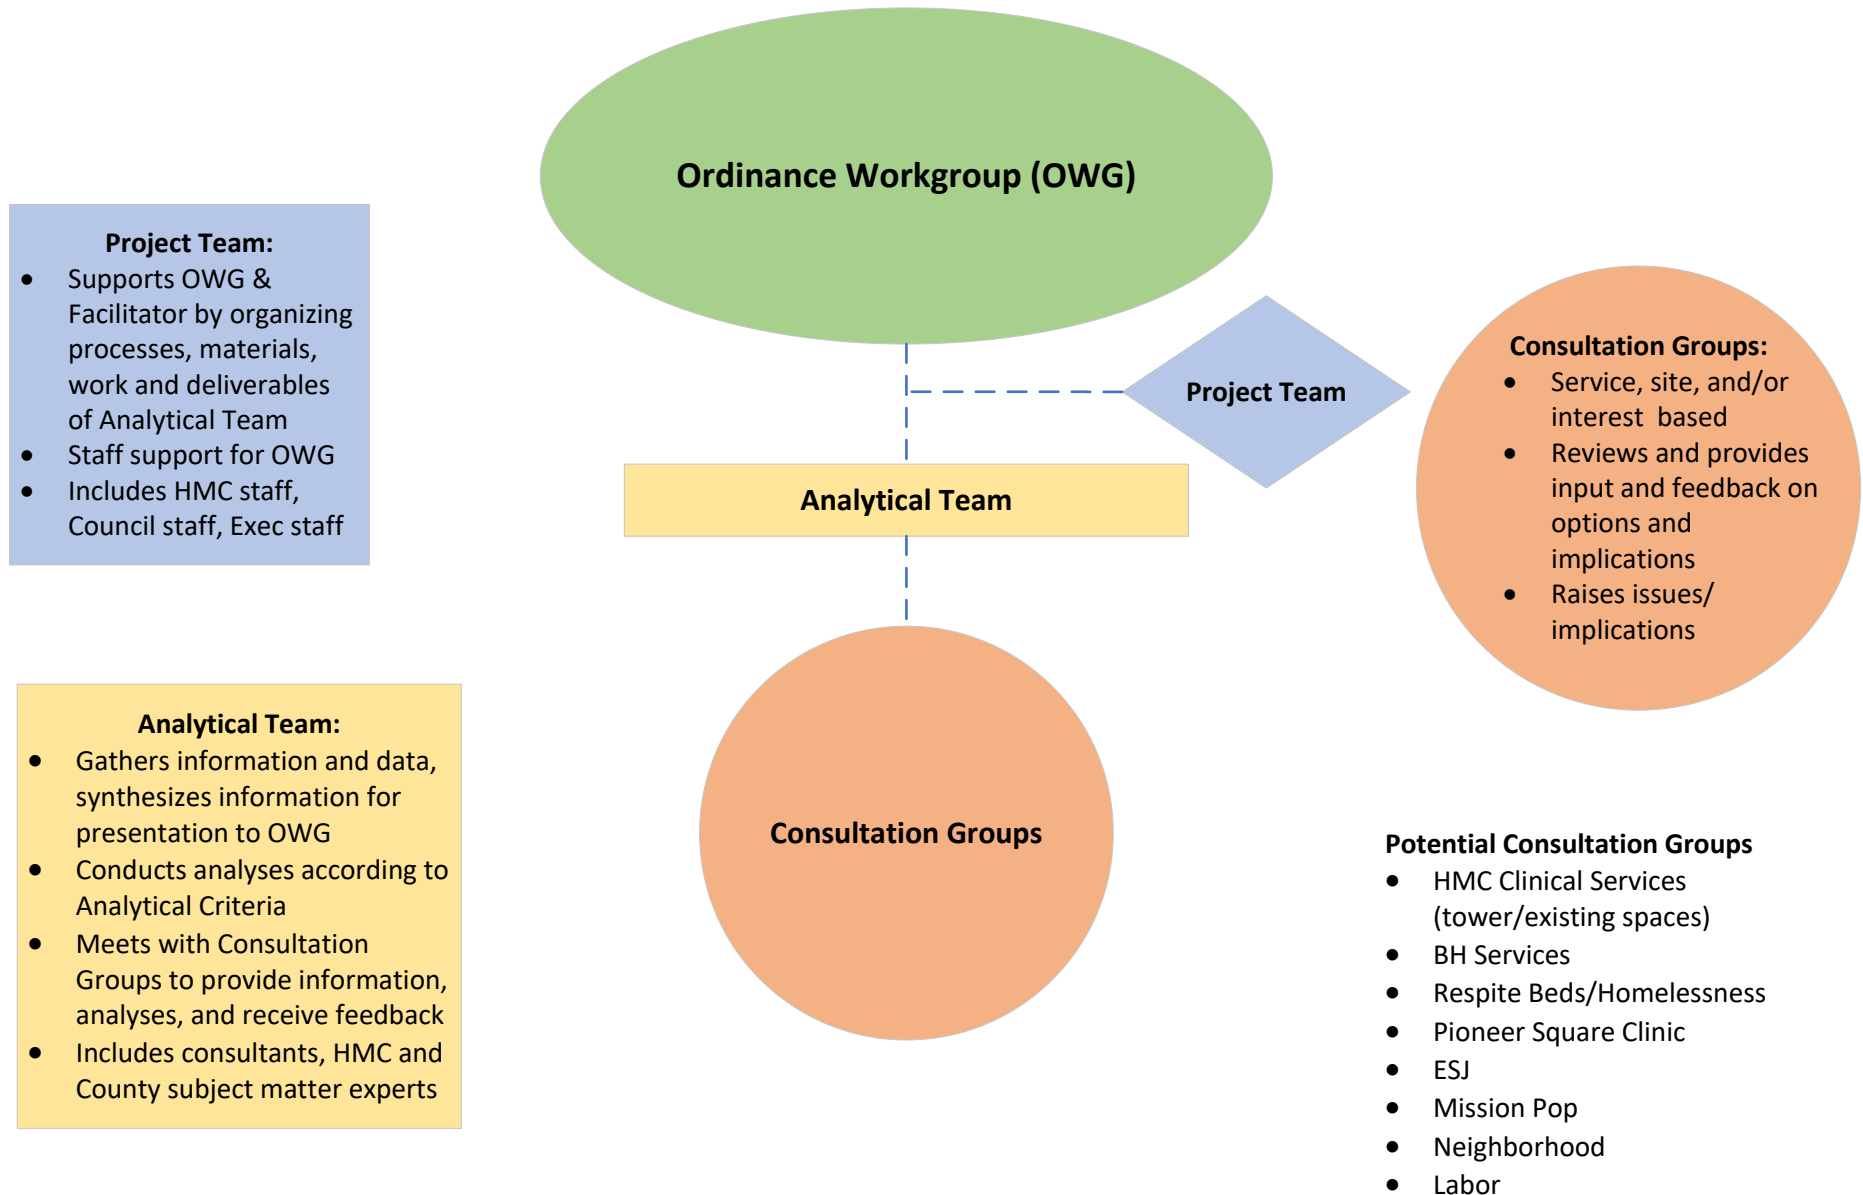 Ordinance Workgroup (OWG)
Project Team:
• Supports OWG &
Facilitator by organizing
processes, materials,
work and deliverables
of Analytical Team
• Staff support for OWG
• Includes HMC staff,
Council staff, Exec staff
Project Team
Analytical Team
Consultation Groups:
• Service, site, and/or
interest based
• Reviews and provides
input and feedback on
options and
implications
• Raises issues/
implications
Analytical Team:
• Gathers information and data,
synthesizes information for
presentation to OWG
• Conducts analyses according to
Analytical Criteria
• Meets with Consultation
Groups to provide information,
analyses, and receive feedback
• Includes consultants, HMC and
County subject matter experts
Consultation Groups
Potential Consultation Groups
• HMC Clinical Services
(tower/existing spaces)
• BH Services
• Respite Beds/Homelessness
• Pioneer Square Clinic
• ESJ
• Mission Pop
• Neighborhood
• Labor